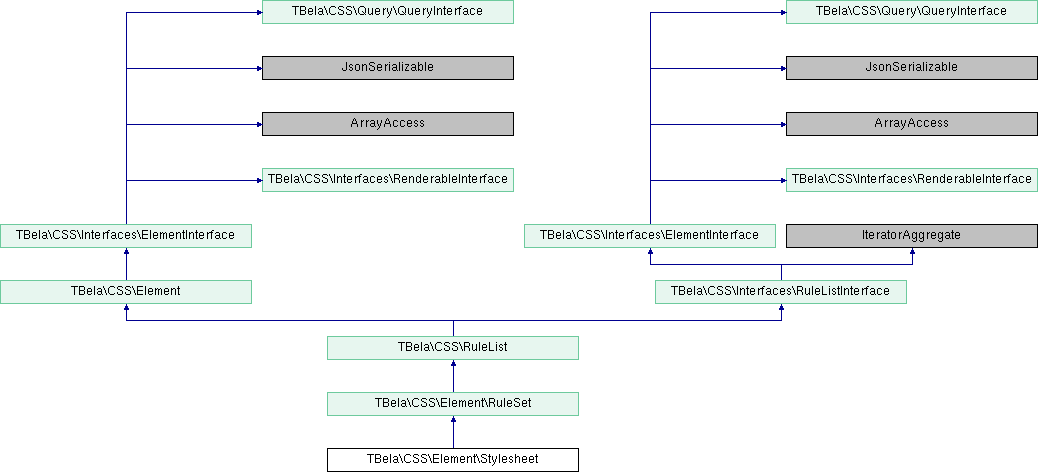 TBela\CSS\Query\QueryInterface TBela\CSS\Query\QueryInterface
JsonSerializable JsonSerializable
ArrayAccess ArrayAccess
TBela\CSS\Interfaces\RenderableInterface TBela\CSS\Interfaces\RenderableInterface
TBela\CSS\Interfaces\ElementInterface TBela\CSS\Interfaces\ElementInterface IteratorAggregate
TBela\CSS\Element TBela\CSS\Interfaces\RuleListInterface
TBela\CSS\RuleList
TBela\CSS\Element\RuleSet
TBela\CSS\Element\Stylesheet